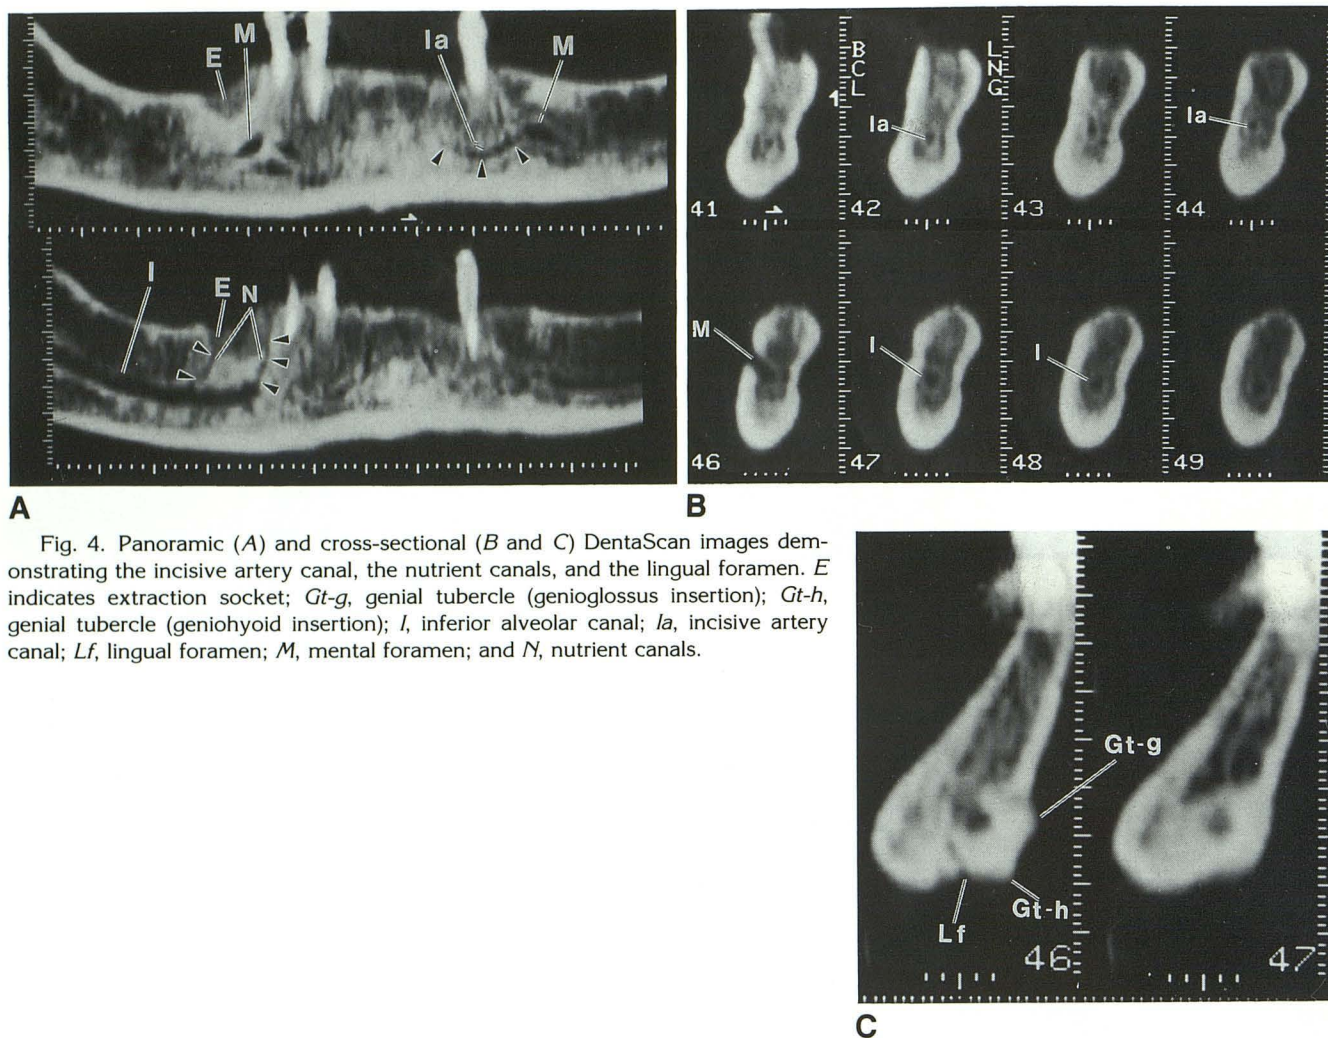 M
E
Ia
M
I
E
N
A
B
C
L
L
N
G
1
Ia
Ia
41
42
43
44
M
I
I
46
47
48
49
B
Fig. 4. Panoramic (A) and cross-sectional (B and C) DentaScan images dem-
onstrating the incisive artery canal, the nutrient canals, and the lingual foramen. E
indicates extraction socket; Gt-g, genial tubercle (genioglossus insertion); Gt-h,
genial tubercle (geniohyoid insertion); I, inferior alveolar canal; Ia, incisive artery
canal; Lf, lingual foramen; M, mental foramen; and N, nutrient canals.
Gt-g
Gt-h
Lf
46
47
C